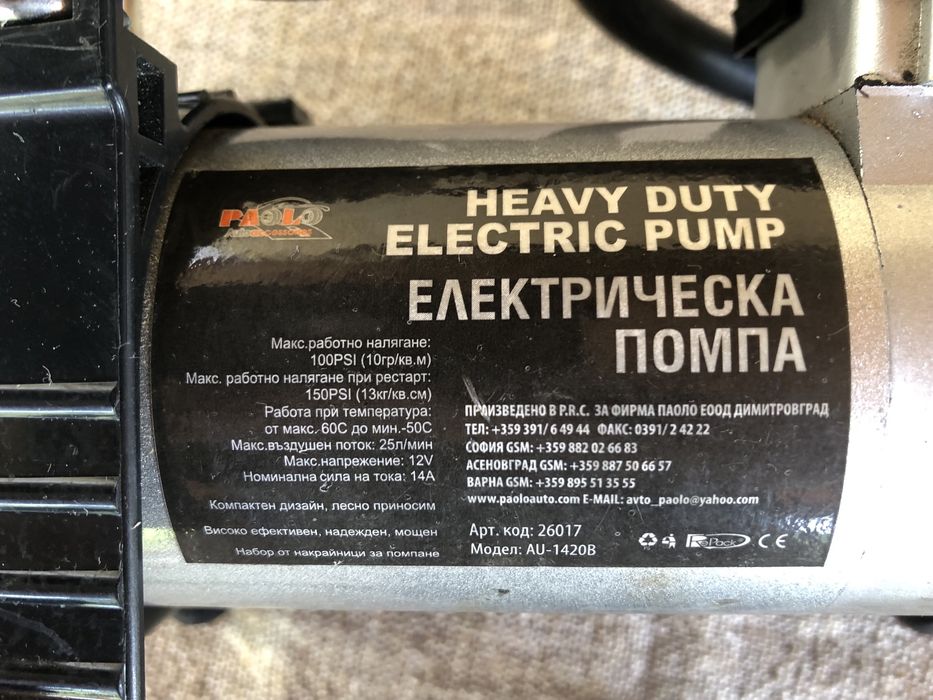 PAOLO
Auto accessories
HEAVY DUTY
ELECTRIC PUMP
ЕЛЕКТРИЧЕСКА
ПОМПА
Макс.работно налягане:
100PSI (10гр/кв.м)
Макс. работно налягане при рестарт:
150PSI (13кг/кв.см)
Работа при температура:
от макс. 60С до мин.-50С
Макс.въздушен поток: 25л/мин
Макс.напрежение: 12V
Номинална сила на тока: 14А
Компактен дизайн, лесно приносим
Високо ефективен, надежден, мощен
Набор от накрайници за помпане
ПРОИЗВЕДЕНО В P.R.C. ЗА ФИРМА ПАОЛО ЕООД ДИМИТРОВГРАД
ТЕЛ: +359 391/ 6 49 44 ФАКС: 0391/ 2 42 22
СОФИЯ GSM: +359 882 02 66 83
АСЕНОВГРАД GSM: +359 887 50 66 57
ВАРНА GSM: +359 895 51 35 55
www.paoloauto.com E-MAIL: avto_paolo@yahoo.com
Арт. код: 26017
Модел: AU-1420B
CE